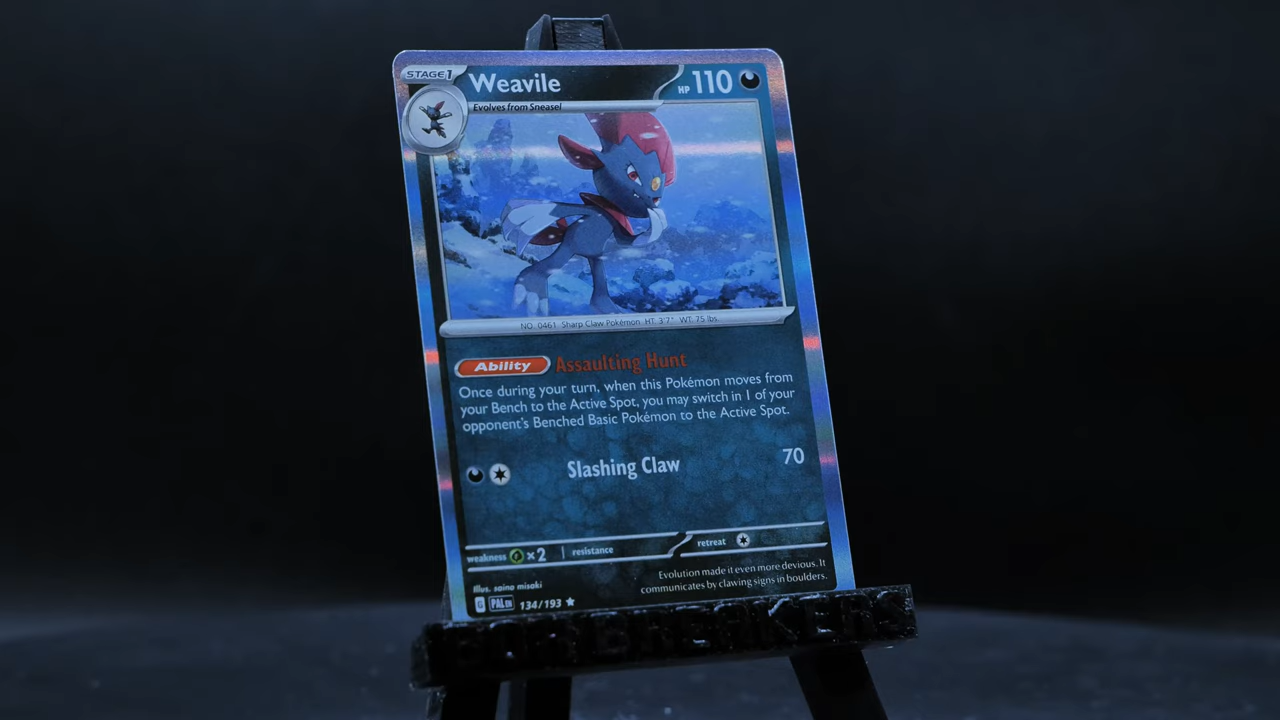 STAGE 1 Weavile HP 110
Evolves from Sneasel
NO. 0461 Sharp Claw Pokémon HT: 3'7" WT: 75 lbs.
Ability Assaulting Hunt
Once during your turn, when this Pokémon moves from
your Bench to the Active Spot, you may switch in 1 of your
opponent's Benched Basic Pokémon to the Active Spot.
Slashing Claw 70
weakness ×2 resistance retreat
Evolution made it even more devious. It
communicates by clawing signs in boulders.
Illus. saino misaki
G PAL EN 134/193